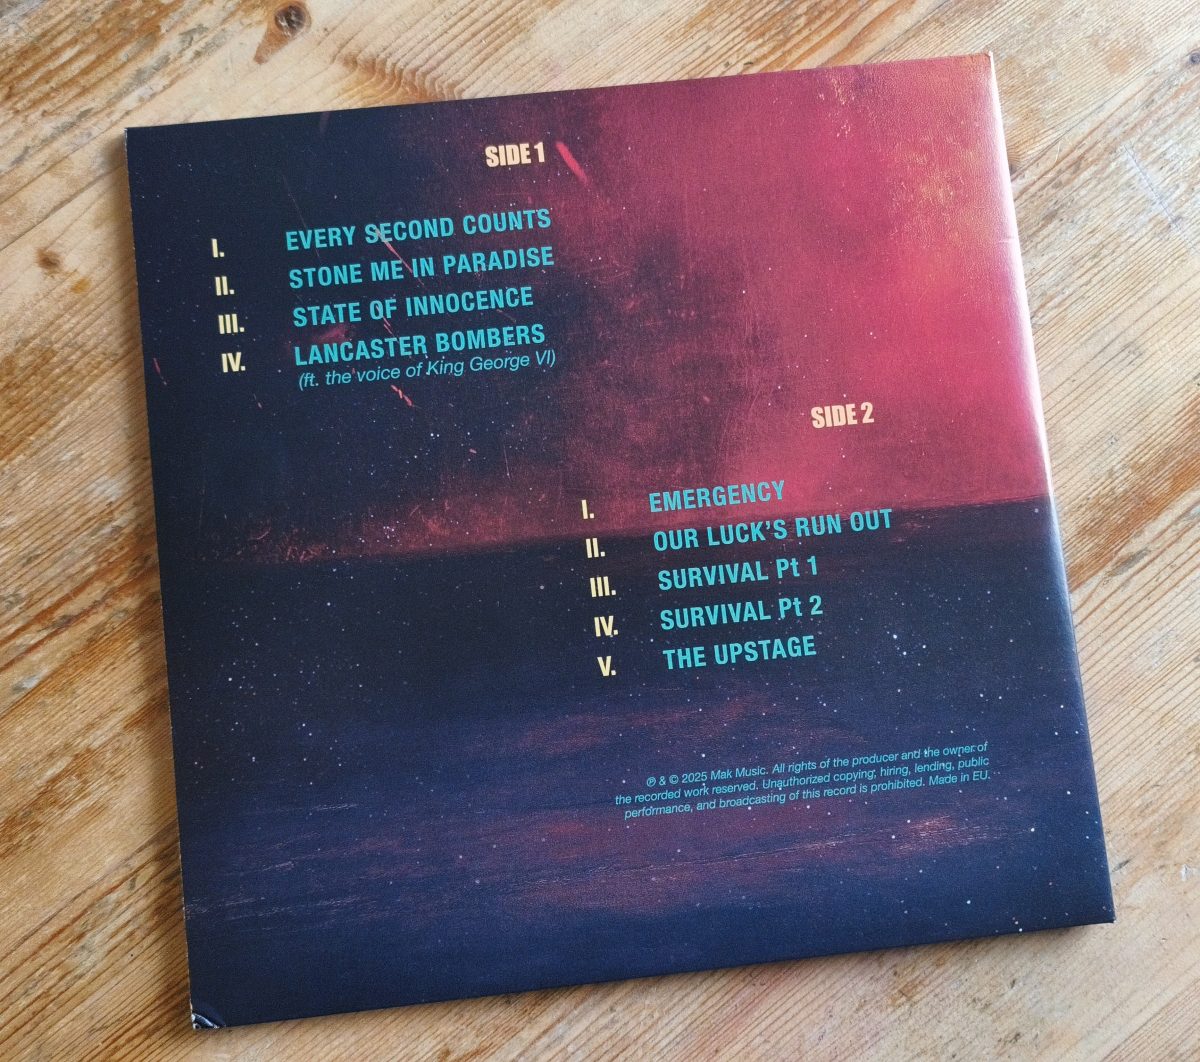 SIDE 1
I. EVERY SECOND COUNTS
II. STONE ME IN PARADISE
III. STATE OF INNOCENCE
IV. LANCASTER BOMBERS
(ft. the voice of King George VI)
SIDE 2
I. EMERGENCY
II. OUR LUCK'S RUN OUT
III. SURVIVAL Pt 1
IV. SURVIVAL Pt 2
V. THE UPSTAGE
℗ & © 2025 Mak Music. All rights of the producer and the owner of
the recorded work reserved. Unauthorized copying, hiring, lending, public
performance, and broadcasting of this record is prohibited. Made in EU.